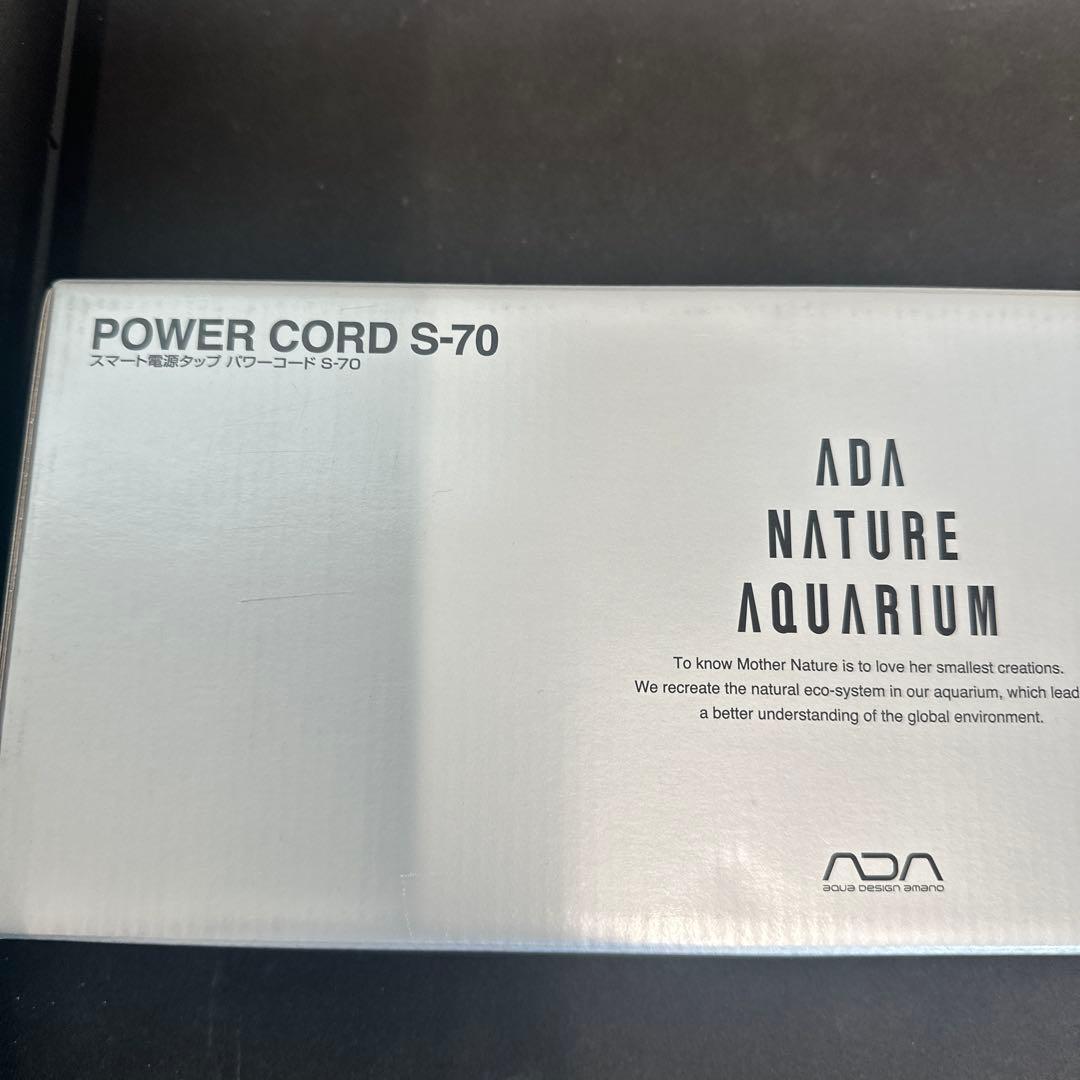 POWER CORD S-70
スマート電源タップ パワーコード S-70
ADA
NATURE
AQUARIUM
To know Mother Nature is to love her smallest creations.
We recreate the natural eco-system in our aquarium, which lead
a better understanding of the global environment.
ADA
aqua design amano